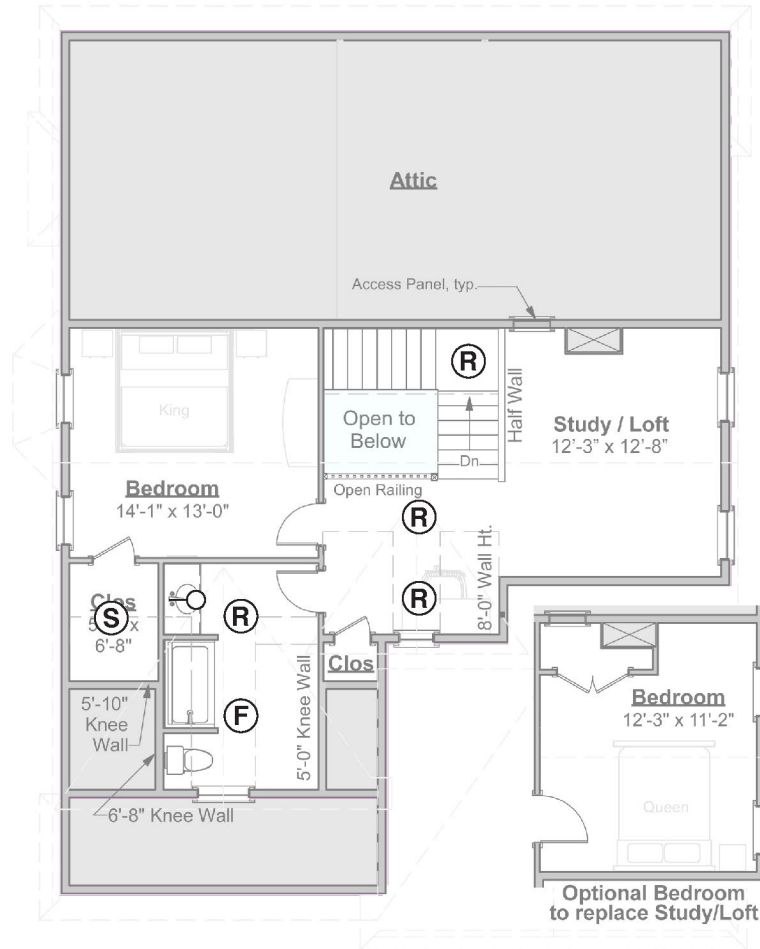 Attic
Access Panel, typ.
King
R
Open to
Below
Half Wall
Dn
Study / Loft
12'-3" x 12'-8"
Bedroom
14'-1" x 13'-0"
Open Railing
R
8'-0" Wall Ht.
R
Clos
S
x
6'-8"
R
Clos
5'-10"
Knee
Wall
F
5'-0" Knee Wall
6'-8" Knee Wall
Bedroom
12'-3" x 11'-2"
Queen
Optional Bedroom
to replace Study/Loft